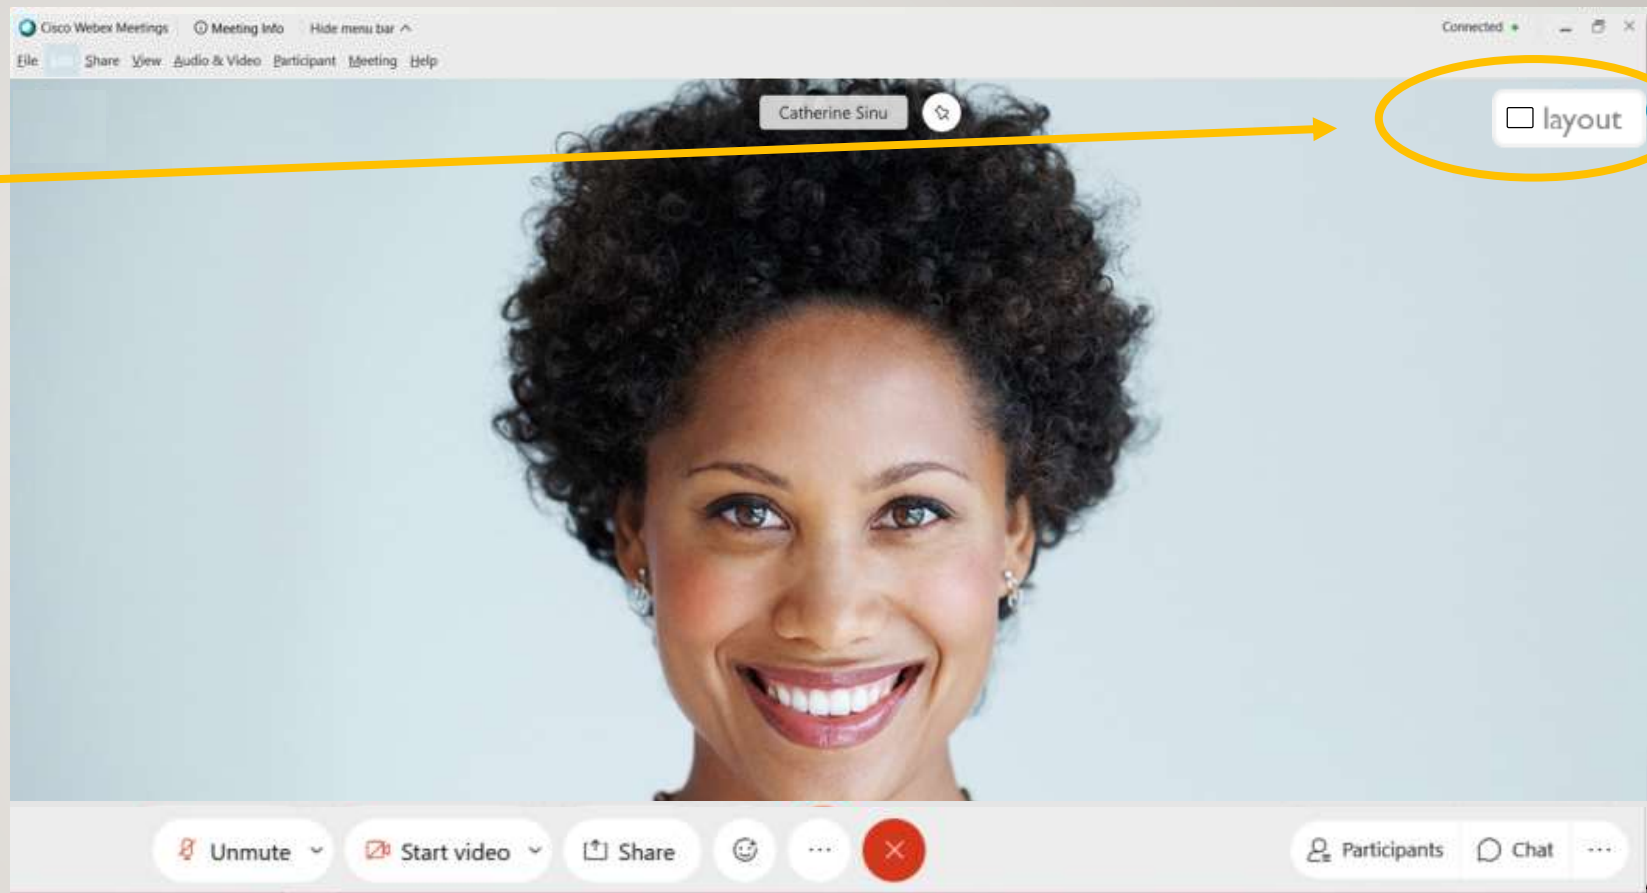 Cisco Webex Meetings Meeting Info Hide menu bar Connected
File Share View Audio & Video Participant Meeting Help
Catherine Sinu
layout
Unmute Start video Share ... Participants Chat ...